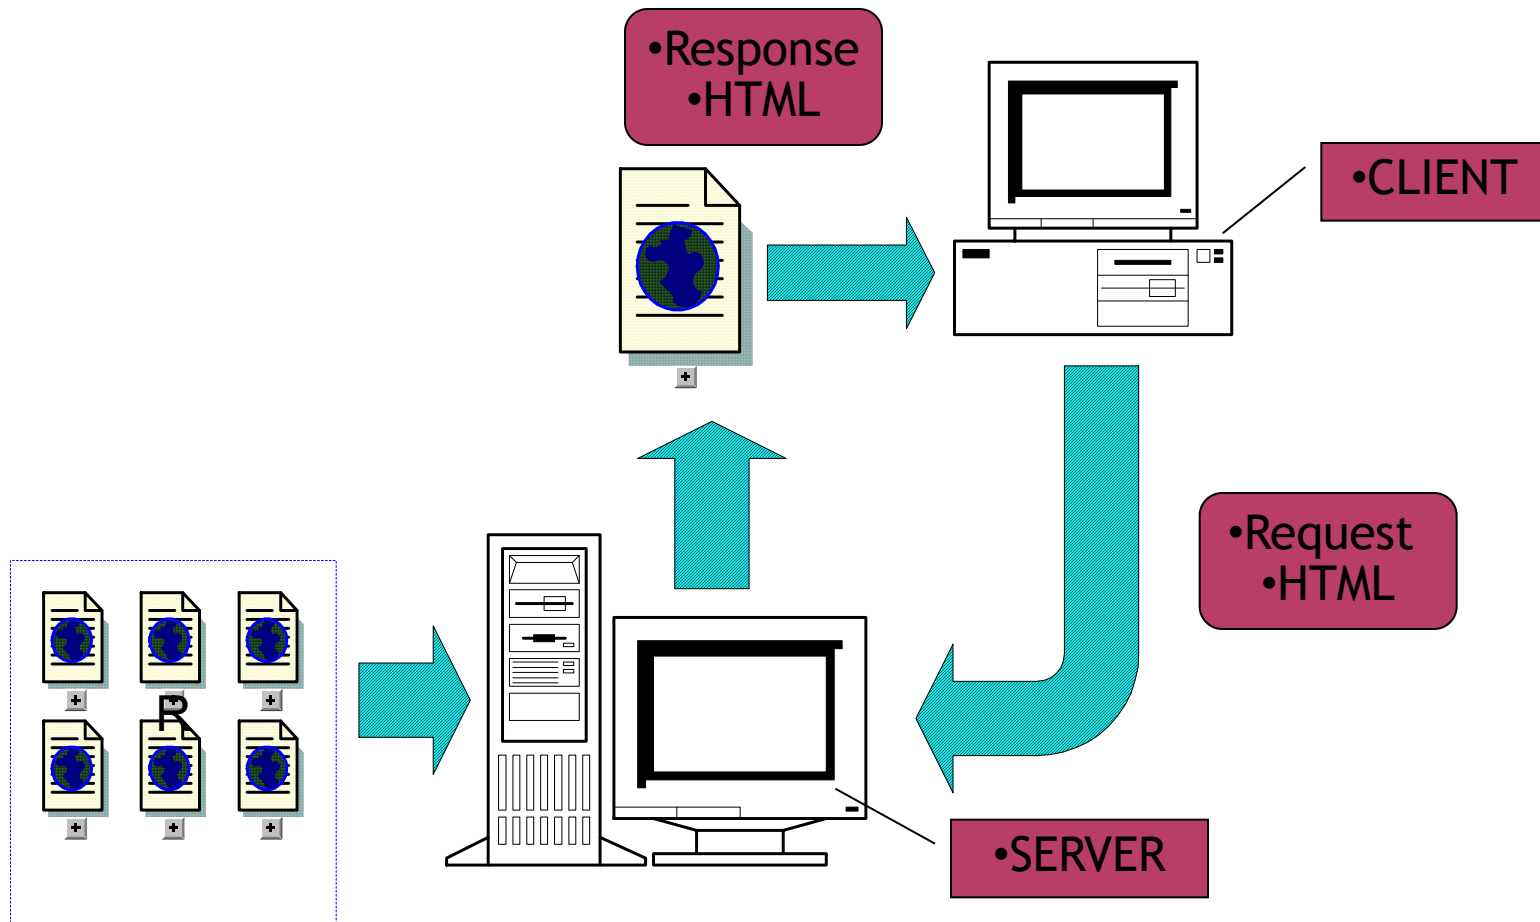 •Response
•HTML
•CLIENT
•Request
•HTML
R
•SERVER